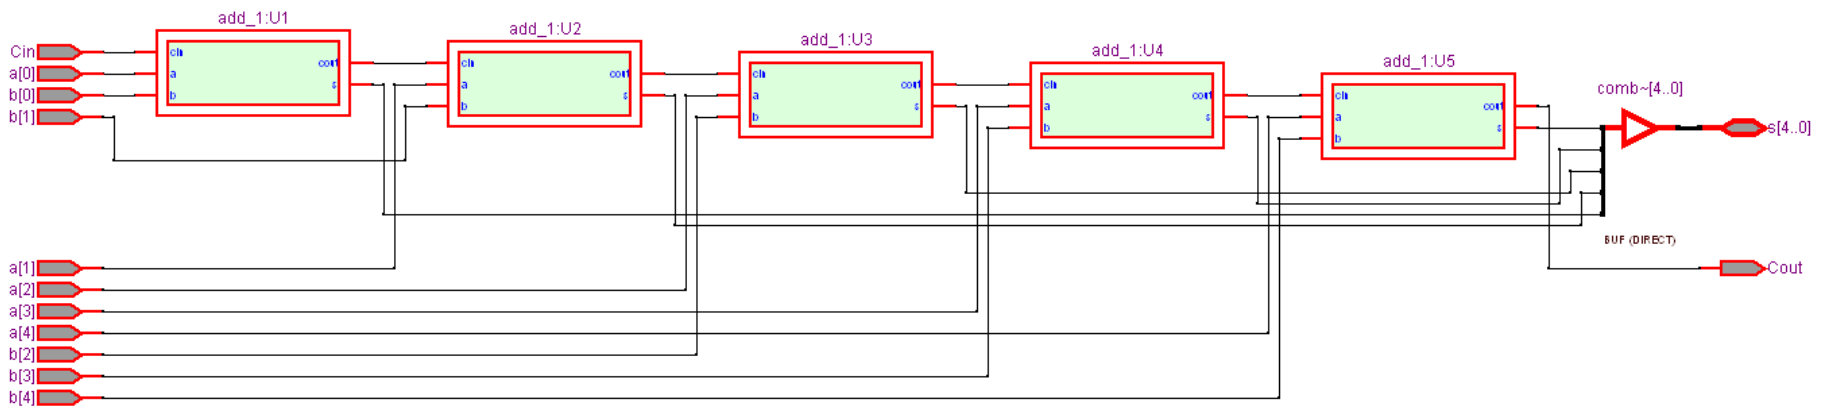 add_1:U1
Cin
a[0]
b[0]
b[1]
cin
a
b
cout
s
add_1:U2
cin
a
b
cout
s
add_1:U3
cin
a
b
cout
s
add_1:U4
cin
a
b
cout
s
add_1:U5
cin
a
b
cout
s
comb~[4..0]
s[4..0]
BUF (DIRECT)
Cout
a[1]
a[2]
a[3]
a[4]
b[2]
b[3]
b[4]